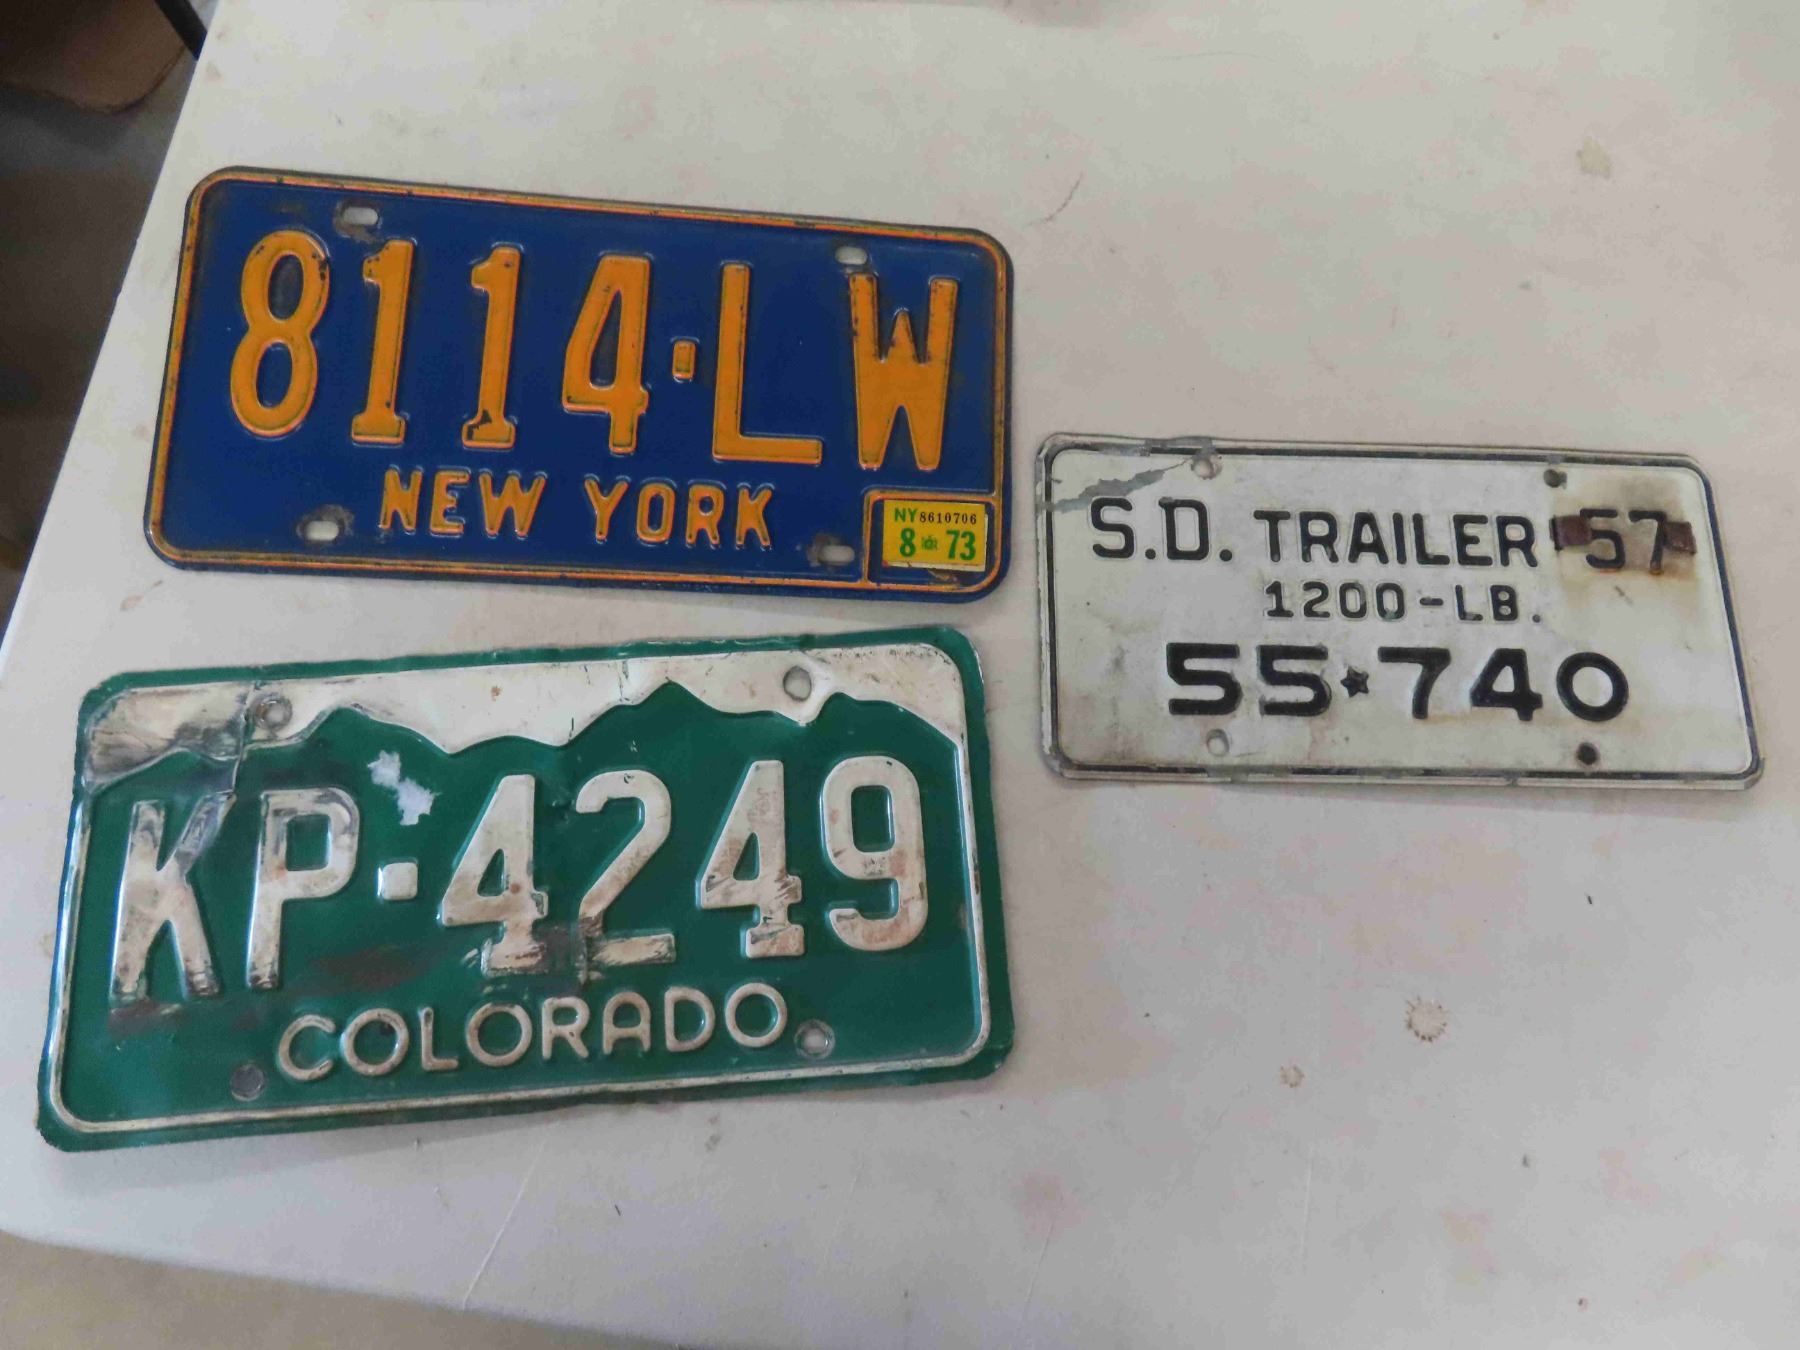 8114-LW
NEW YORK
NY 8610706
8 73
S.D. TRAILER 57
1200-LB.
55★740
KP-4249
COLORADO